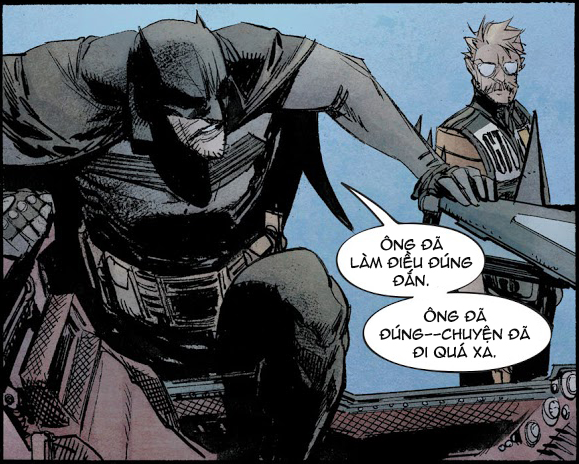 ÔNG ĐÃ
LÀM ĐIỀU ĐÚNG
ĐẮN.
ÔNG ĐÃ
ĐÚNG--CHUYỆN ĐÃ
ĐI QUÁ XA.